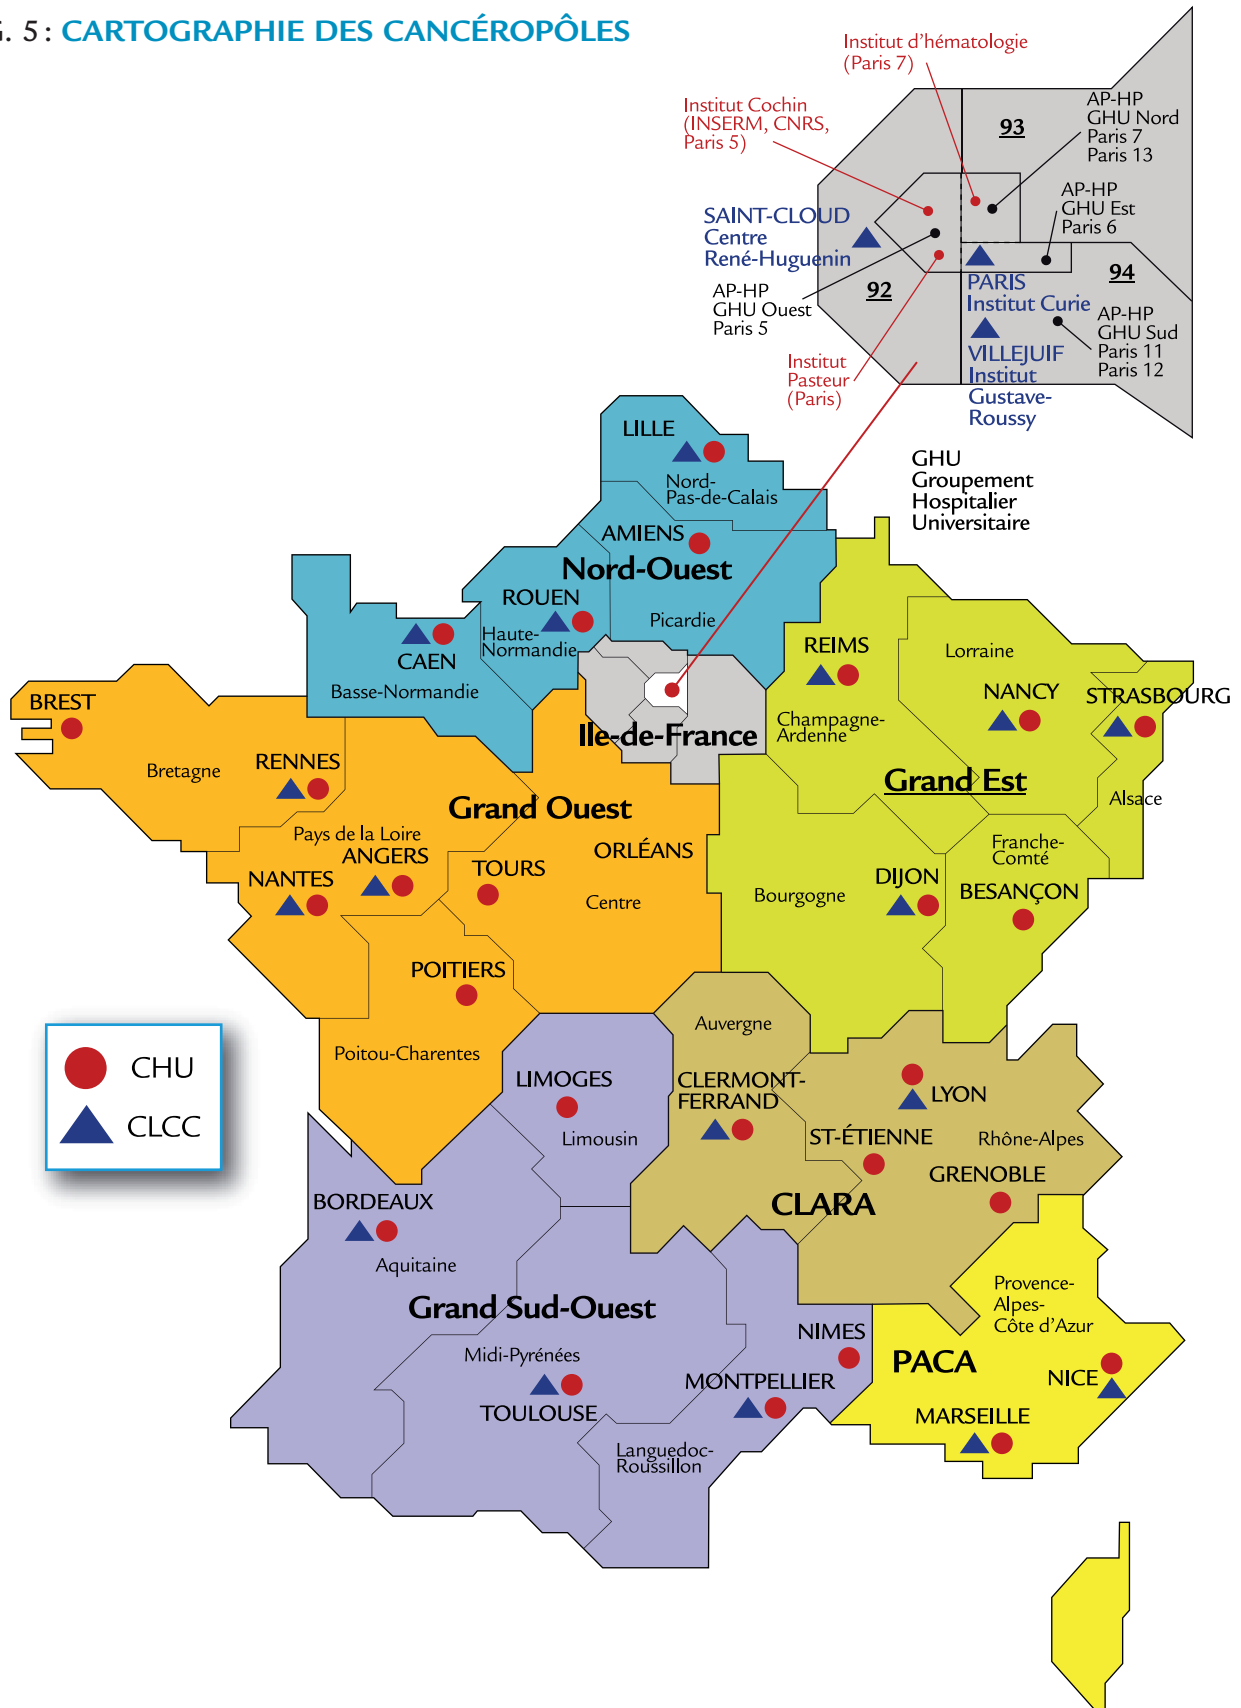 G. 5 : CARTOGRAPHIE DES CANCÉROPÔLES
Institut d'hématologie
(Paris 7)
Institut Cochin
(INSERM, CNRS,
Paris 5)
93
AP-HP
GHU Nord
Paris 7
Paris 13
AP-HP
GHU Est
Paris 6
SAINT-CLOUD
Centre
René-Huguenin
92
AP-HP
GHU Ouest
Paris 5
PARIS
Institut Curie
94
AP-HP
GHU Sud
Paris 11
Paris 12
Institut
Pasteur
(Paris)
VILLEJUIF
Institut
Gustave-
Roussy
GHU
Groupement
Hospitalier
Universitaire
LILLE
Nord-
Pas-de-Calais
AMIENS
Nord-Ouest
ROUEN
Haute-
Normandie
Picardie
CAEN
Basse-Normandie
REIMS
Champagne-
Ardenne
Lorraine
NANCY
STRASBOURG
Ile-de-France
BREST
Bretagne
RENNES
Grand Ouest
Grand Est
Alsace
Pays de la Loire
ANGERS
NANTES
TOURS
ORLÉANS
Centre
Bourgogne
DIJON
Franche-
Comté
BESANÇON
POITIERS
Poitou-Charentes
CHU
CLCC
Auvergne
LIMOGES
Limousin
CLERMONT-
FERRAND
LYON
ST-ÉTIENNE
Rhône-Alpes
GRENOBLE
CLARA
BORDEAUX
Aquitaine
Grand Sud-Ouest
Midi-Pyrénées
TOULOUSE
Provence-
Alpes-
Côte d'Azur
NIMES
PACA
MONTPELLIER
NICE
MARSEILLE
Languedoc-
Roussillon